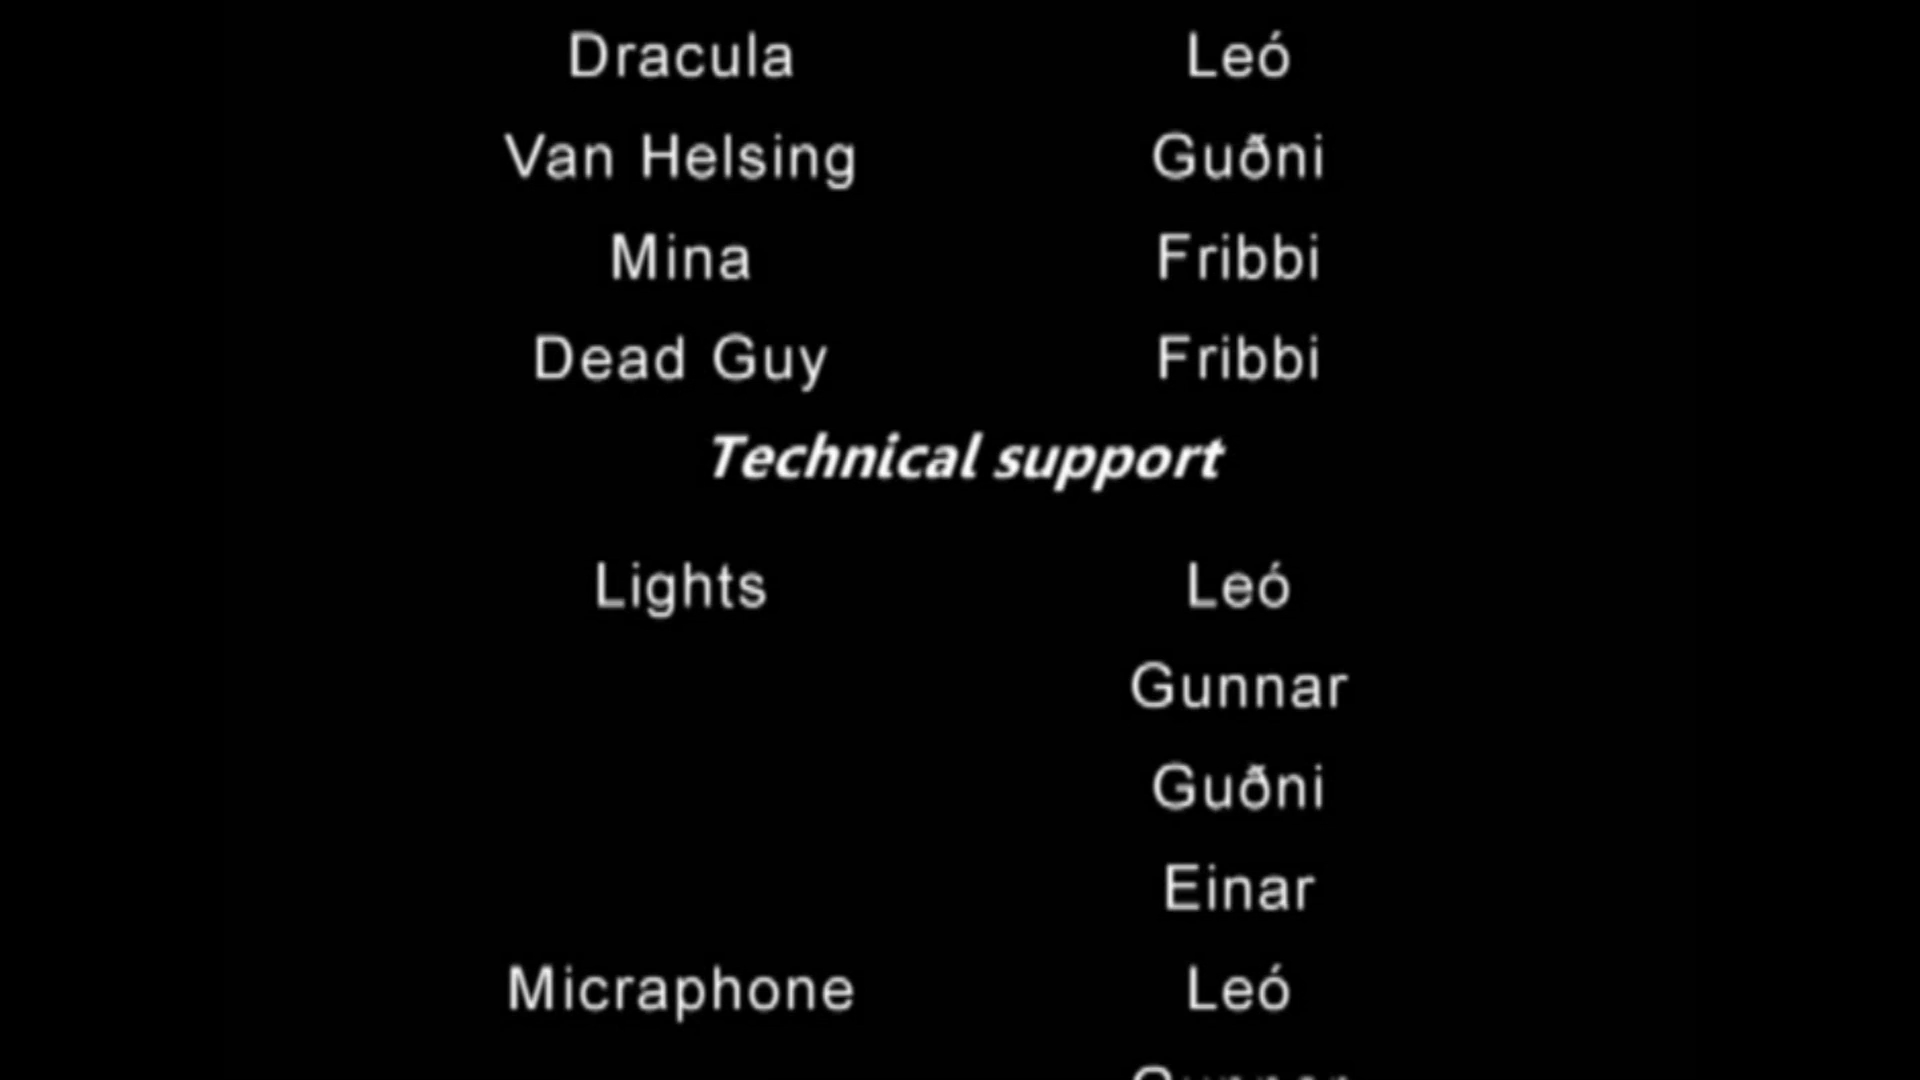 Dracula Leó
Van Helsing Guðni
Mina Fribbi
Dead Guy Fribbi
Technical support
Lights Leó
Gunnar
Guðni
Einar
Micraphone Leó